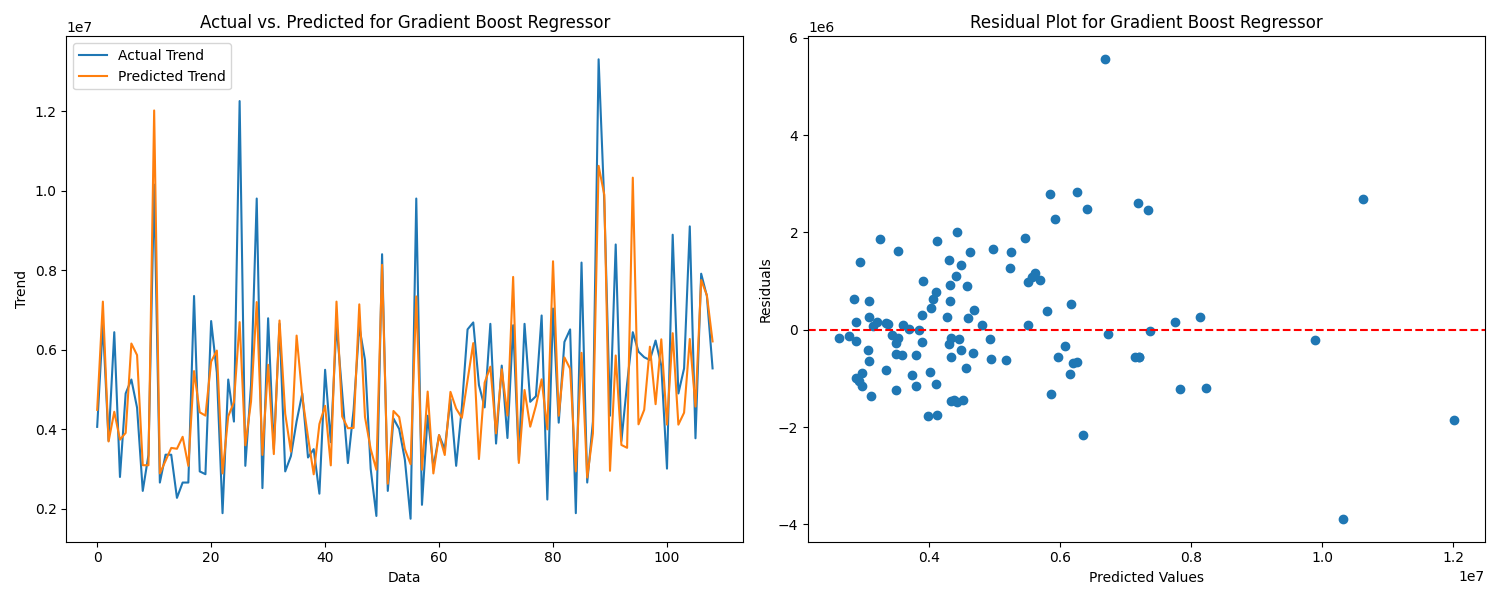 Actual vs. Predicted for Gradient Boost Regressor
1e7
Actual Trend
Predicted Trend
1.2
1.0
0.8
0.6
0.4
0.2
Trend
0
20
40
60
80
100
Data
Residual Plot for Gradient Boost Regressor
1e6
6
4
2
0
−2
−4
Residuals
0.4
0.6
0.8
1.0
1.2
1e7
Predicted Values